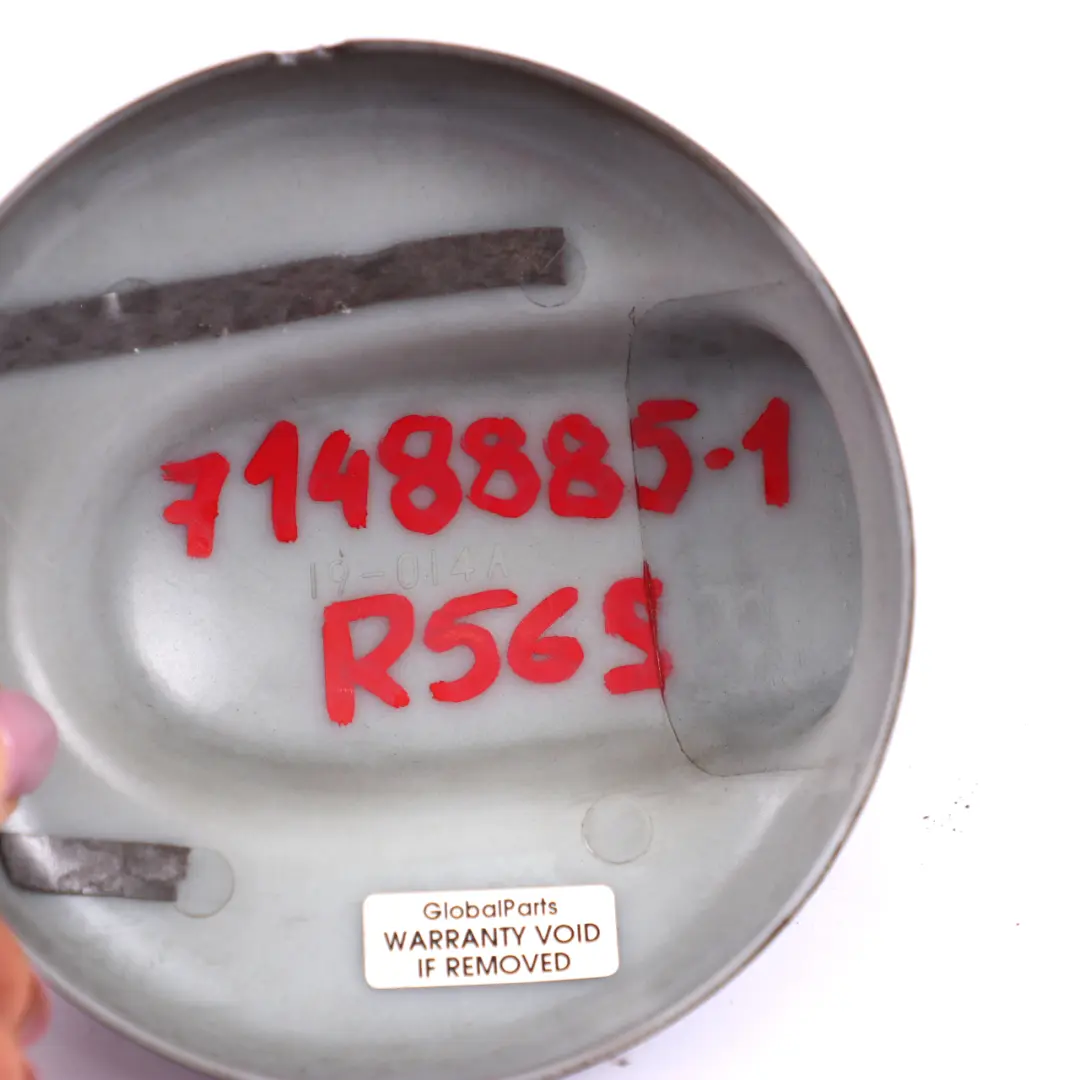 7148885-1
19-014A
R56S
GlobalParts
WARRANTY VOID
IF REMOVED